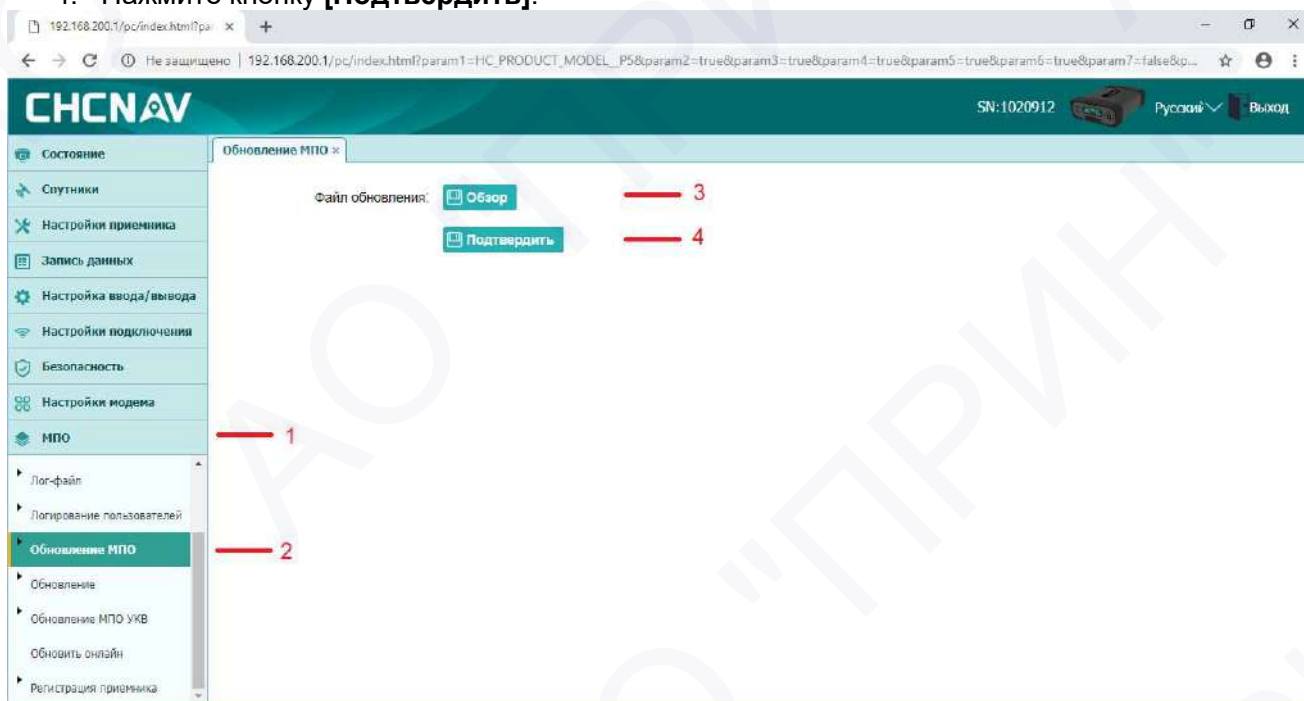 4. Нажмите кнопку [Подтвердить].
192.168.200.1/pc/index.html?pa
Не защищено | 192.168.200.1/pc/index.html?param1=HC_PRODUCT_MODEL__P5&param2=true&param3=true&param4=true&param5=true&param6=true&param7=false&p...
CHCNAV
SN:1020912
Русский
Выход
Состояние
Обновление МПО ×
Спутники
Файл обновления:
Обзор
3
Настройки приемника
Подтвердить
4
Запись данных
Настройка ввода/вывода
Настройки подключения
Безопасность
Настройки модема
МПО
1
Лог-файл
Логирование пользователей
Обновление МПО
2
Обновление
Обновление МПО УКВ
Обновить онлайн
Регистрация приемника
АО "ПРИН"